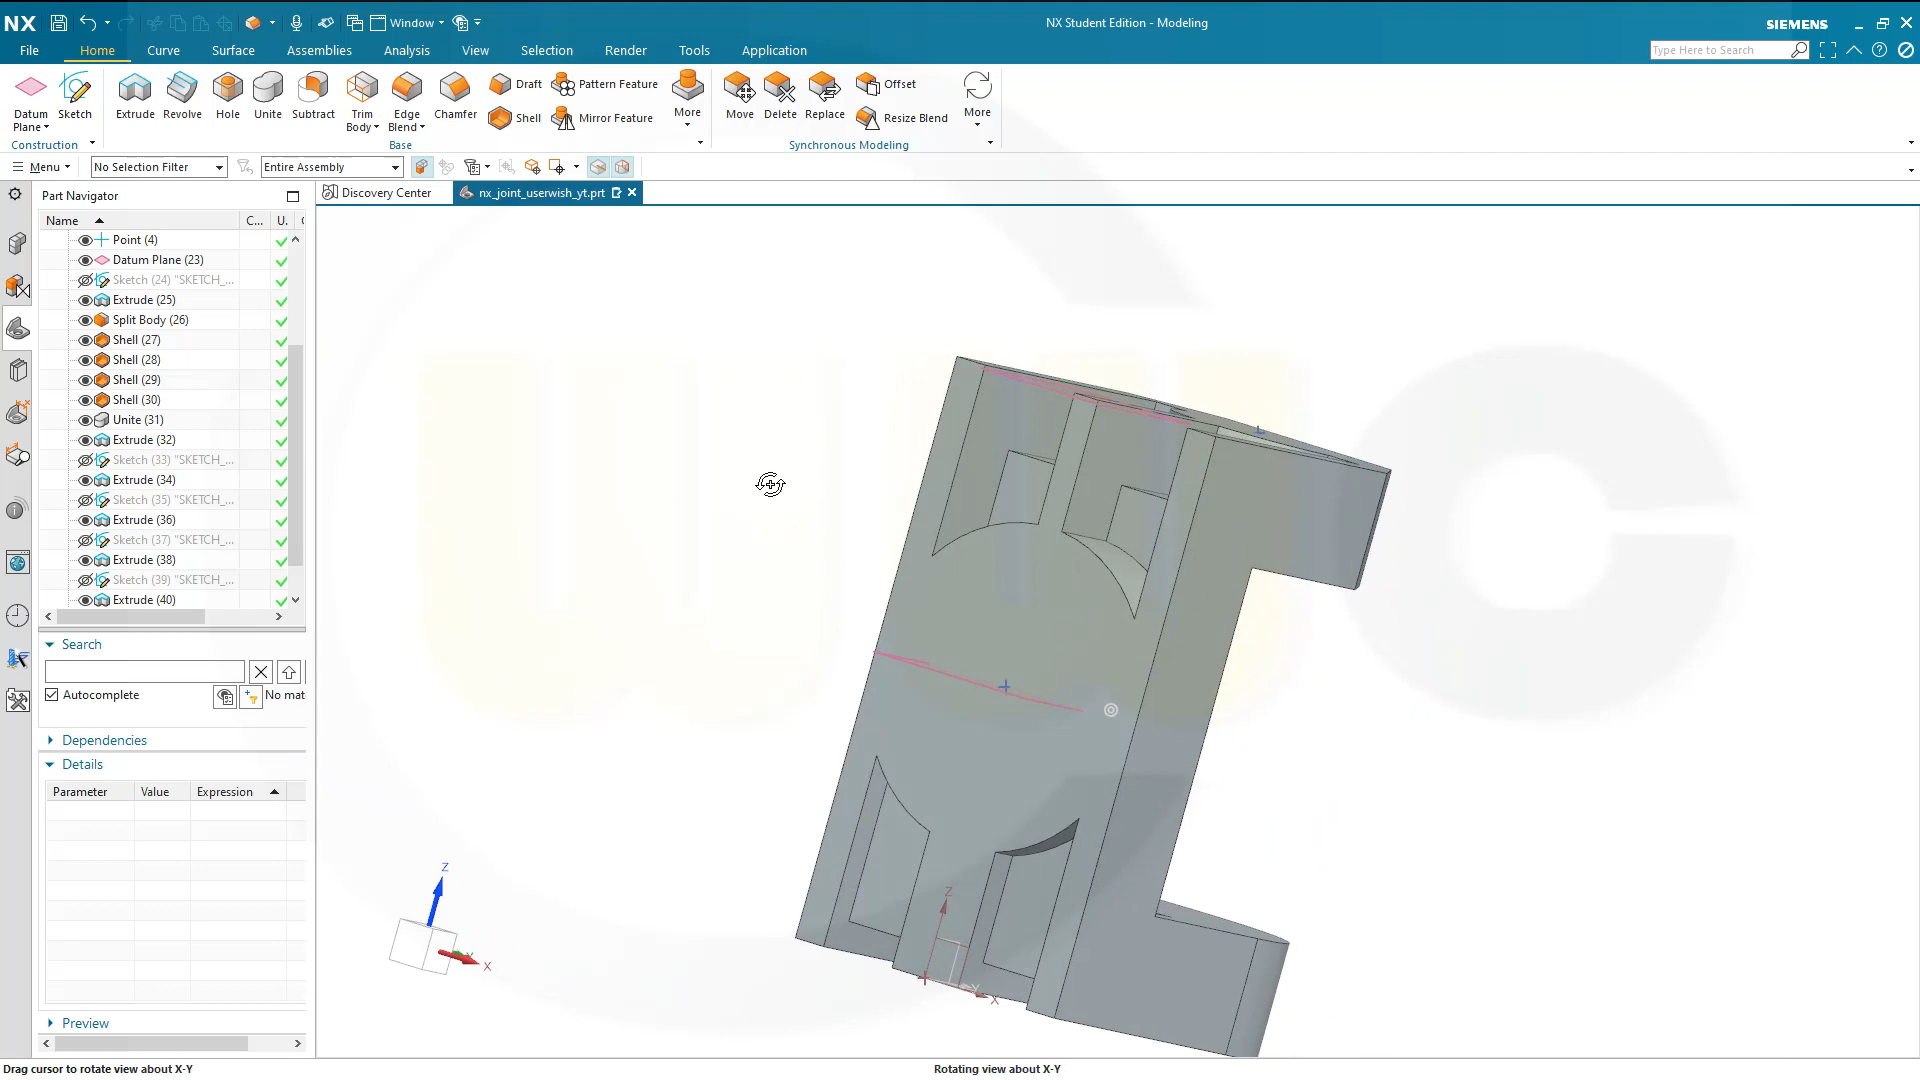 NX
Window
NX Student Edition - Modeling
SIEMENS
File
Home
Curve
Surface
Assemblies
Analysis
View
Selection
Render
Tools
Application
Type Here to Search
Datum Plane
Sketch
Extrude
Revolve
Hole
Unite
Subtract
Trim Body
Edge Blend
Chamfer
Draft
Shell
Pattern Feature
Mirror Feature
More
Move
Delete
Replace
Offset
Resize Blend
More
Construction
Base
Synchronous Modeling
Menu
No Selection Filter
Entire Assembly
Part Navigator
Discovery Center
nx_joint_userwish_yt.prt
Name
C...
U.
Point (4)
Datum Plane (23)
Sketch (24) "SKETCH_...
Extrude (25)
Split Body (26)
Shell (27)
Shell (28)
Shell (29)
Shell (30)
Unite (31)
Extrude (32)
Sketch (33) "SKETCH_...
Extrude (34)
Sketch (35) "SKETCH_...
Extrude (36)
Sketch (37) "SKETCH_...
Extrude (38)
Sketch (39) "SKETCH_...
Extrude (40)
Search
Autocomplete
No mat
Dependencies
Details
Parameter
Value
Expression
Preview
Z
X
Z
X
Drag cursor to rotate view about X-Y
Rotating view about X-Y